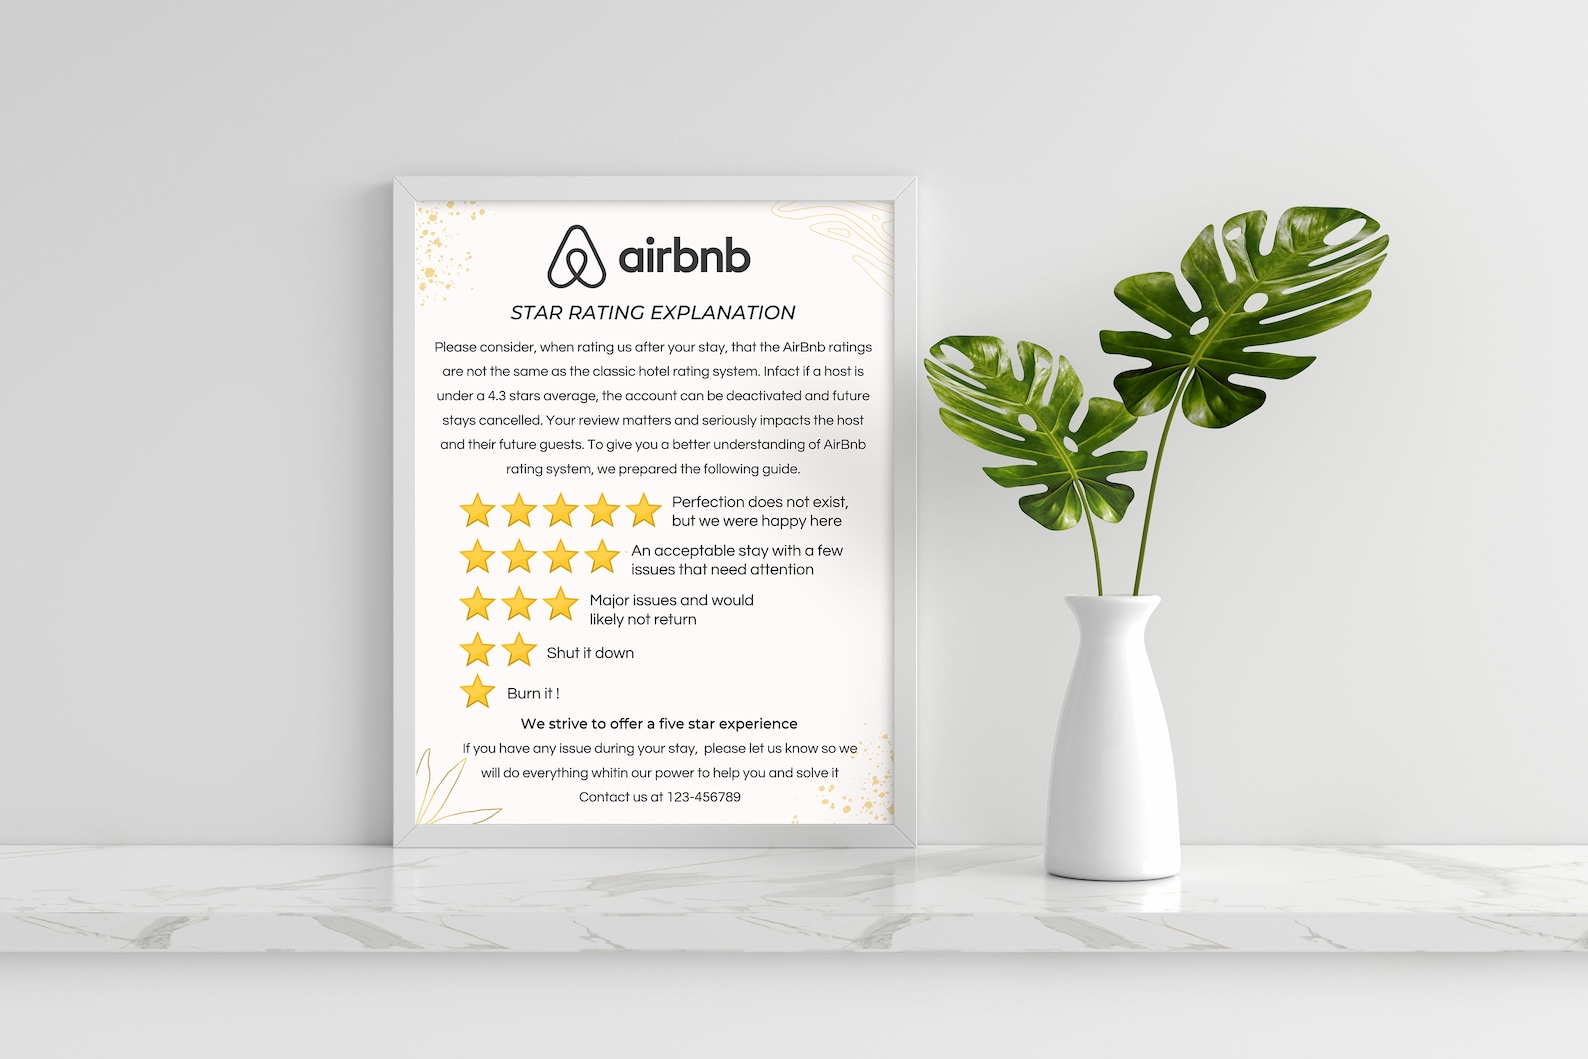 airbnb
STAR RATING EXPLANATION
Please consider, when rating us after your stay, that the AirBnb ratings
are not the same as the classic hotel rating system. Infact if a host is
under a 4.3 stars average, the account can be deactivated and future
stays cancelled. Your review matters and seriously impacts the host
and their future guests. To give you a better understanding of AirBnb
rating system, we prepared the following guide.
Perfection does not exist,
but we were happy here
An acceptable stay with a few
issues that need attention
Major issues and would
likely not return
Shut it down
Burn it !
We strive to offer a five star experience
If you have any issue during your stay, please let us know so we
will do everything whitin our power to help you and solve it
Contact us at 123-456789